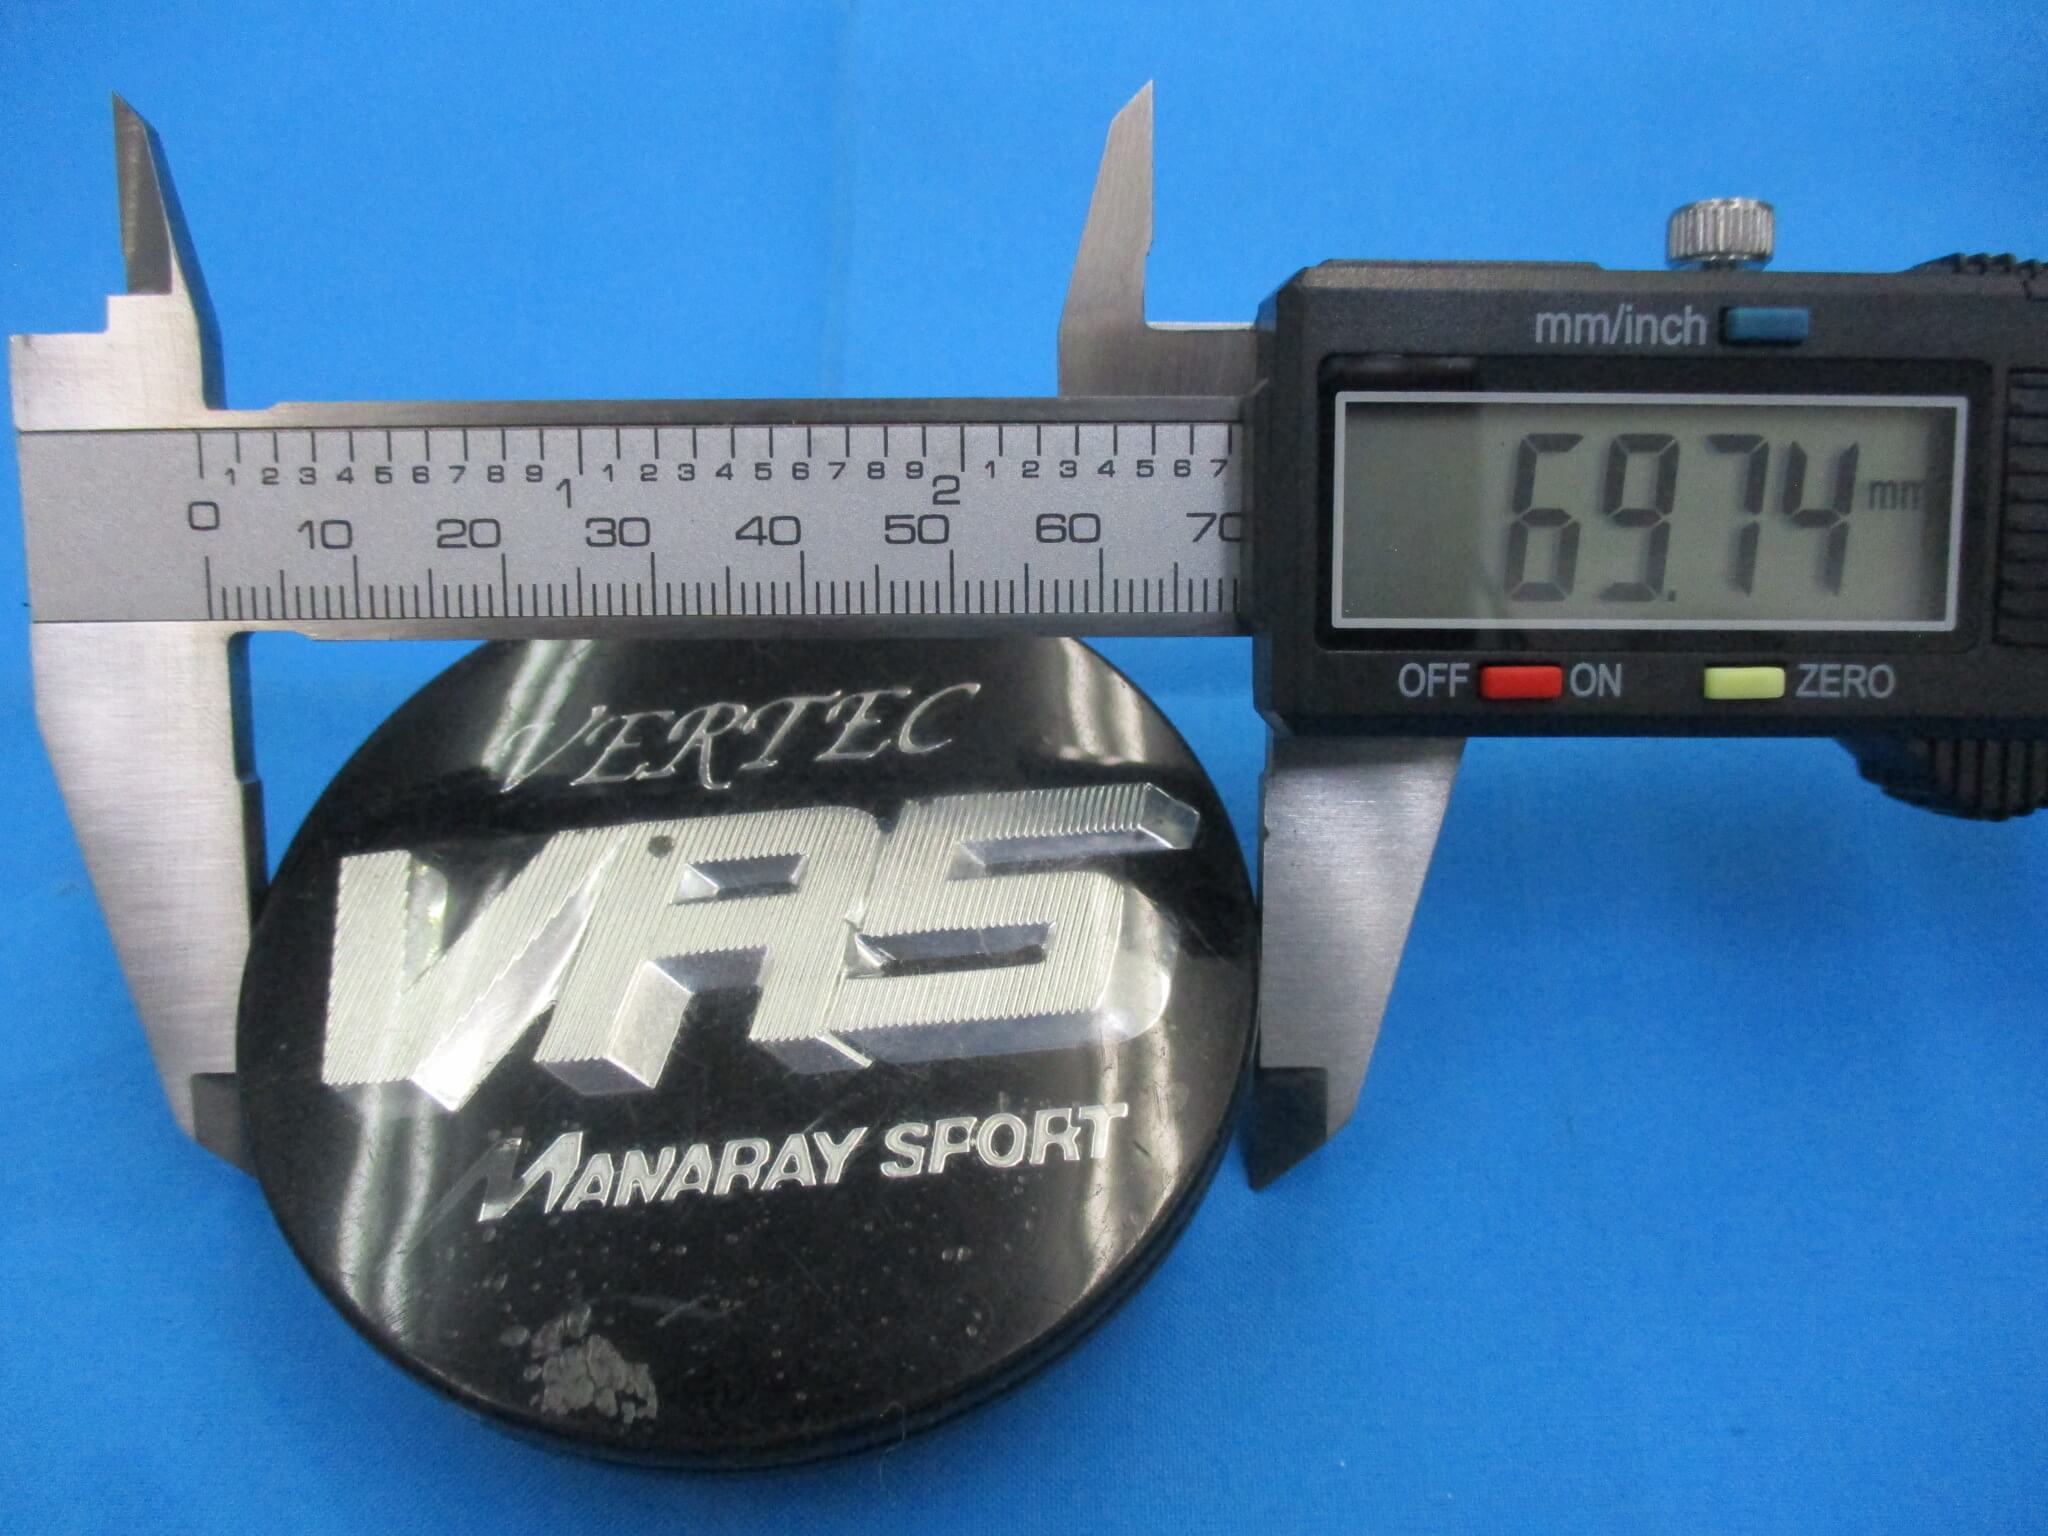 mm/inch
69.74 mm
OFF ON ZERO
1 2 3 4 5 6 7 8 9 1 1 2 3 4 5 6 7 8 9 2 1 2 3 4 5 6 7
0 10 20 30 40 50 60 70
VERTEC
VRS
MANARAY SPORT